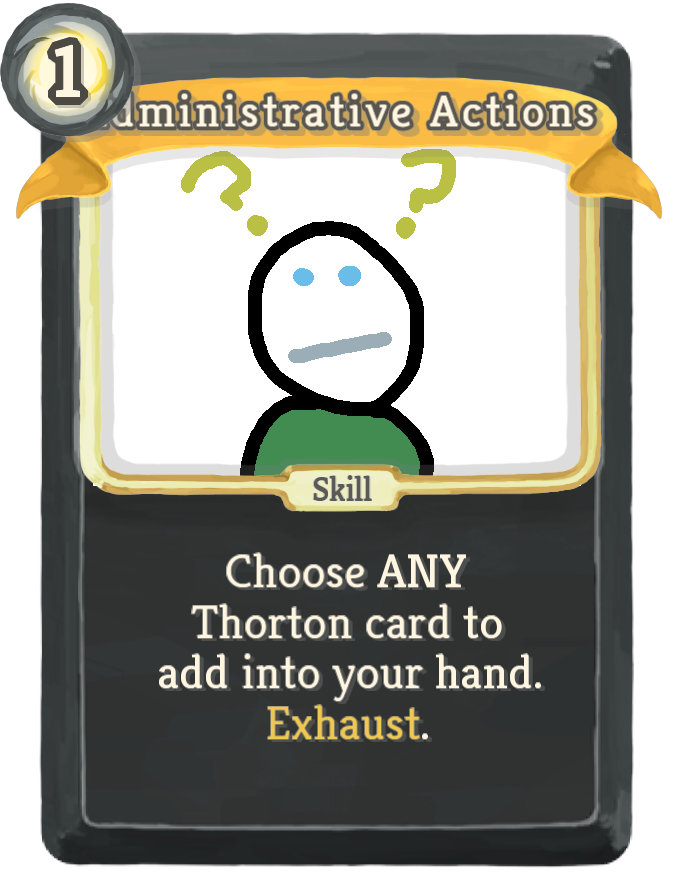 1
dministrative Actions
? ?
Skill
Choose ANY
Thorton card to
add into your hand.
Exhaust.